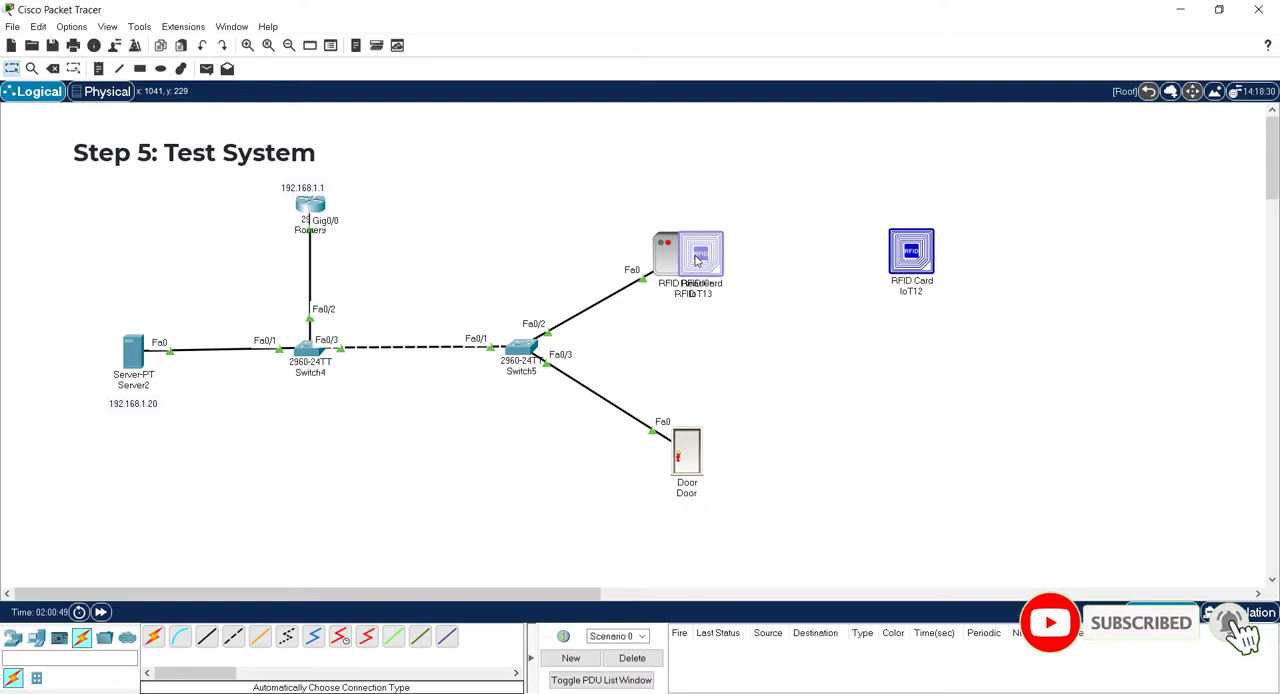 Cisco Packet Tracer
File Edit Options View Tools Extensions Window Help
Logical Physical x: 1041, y: 229 [Root] 14:18:30
Step 5: Test System
192.168.1.1
Gig0/0
Fa0/2
Fa0 Fa0/1 Fa0/3
Server-PT
Server2
192.168.1.20
2960-24TT
Switch4
Fa0/1 Fa0/2
2960-24TT
Switch5
Fa0/3
Fa0
RFID Card
IoT13
RFID
RFID Card
IoT12
Fa0
Door
Door
Time: 02:00:49
SUBSCRIBED
Scenario 0
New Delete
Toggle PDU List Window
Fire Last Status Source Destination Type Color Time(sec) Periodic
Automatically Choose Connection Type